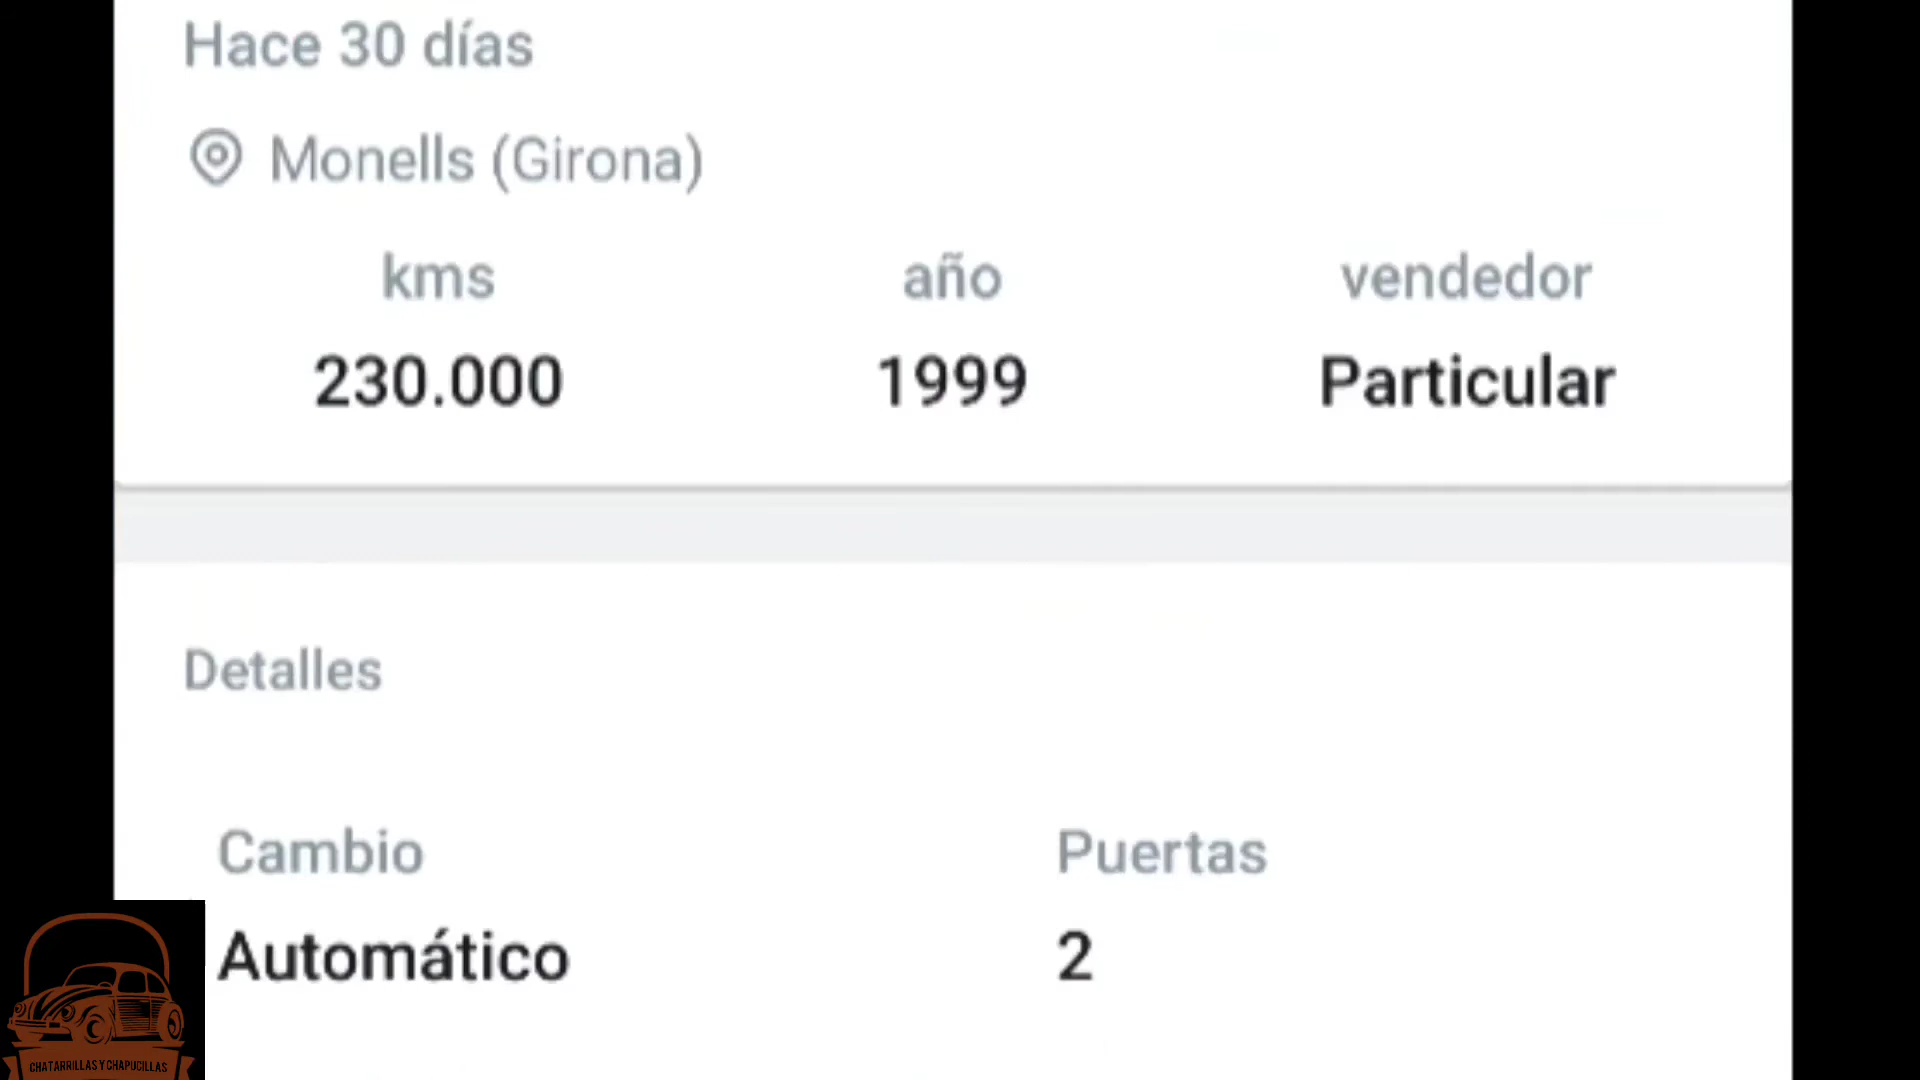 Hace 30 días
Monells (Girona)
kms año vendedor
230.000 1999 Particular
Detalles
Cambio Puertas
Automático 2
CHATARRILLAS Y CHAPUCILLAS